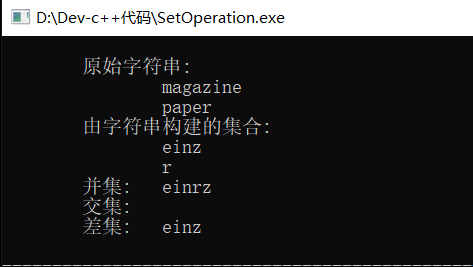 D:\Dev-c++代码\SetOperation.exe
原始字符串:
magazine
paper
由字符串构建的集合:
einz
r
并集: einrz
交集:
差集: einz